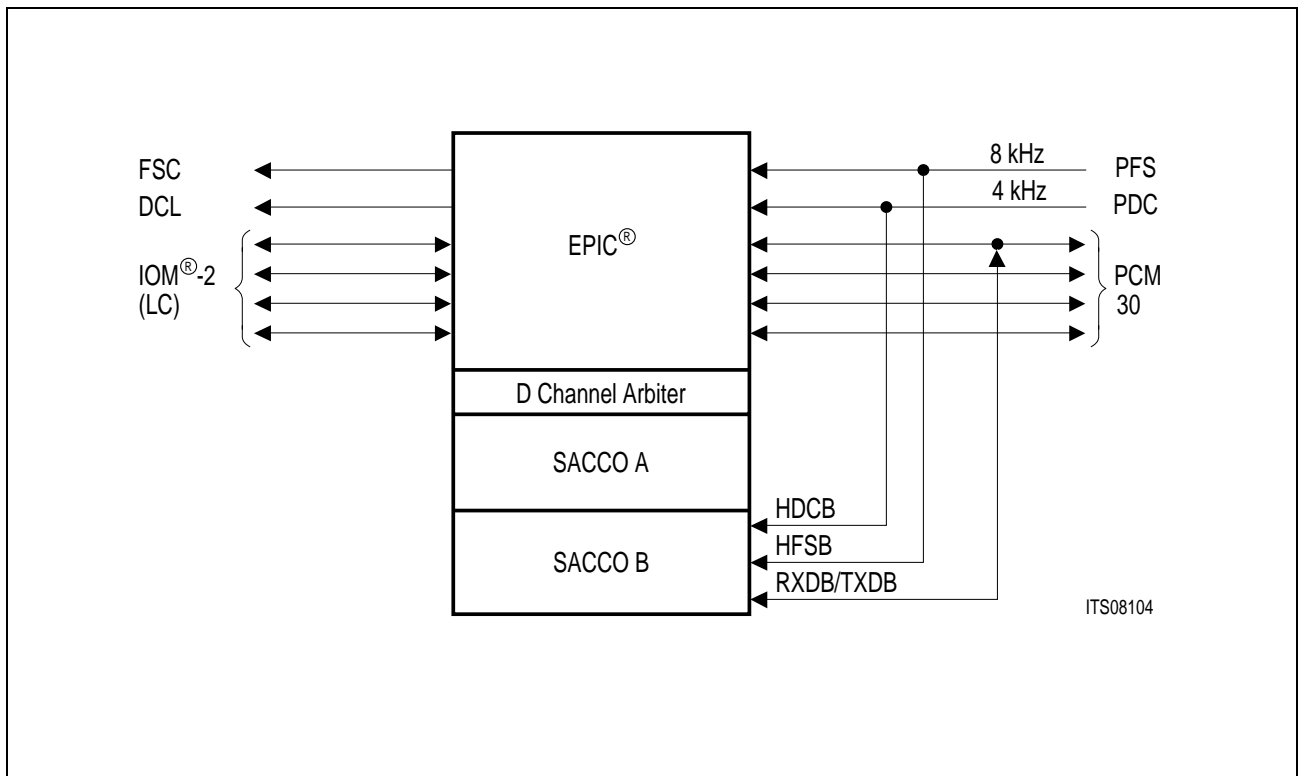 FSC
DCL
IOM®-2
(LC)
EPIC®
D Channel Arbiter
SACCO A
SACCO B
8 kHz
PFS
4 kHz
PDC
PCM
30
HDCB
HFSB
RXDB/TXDB
ITS08104